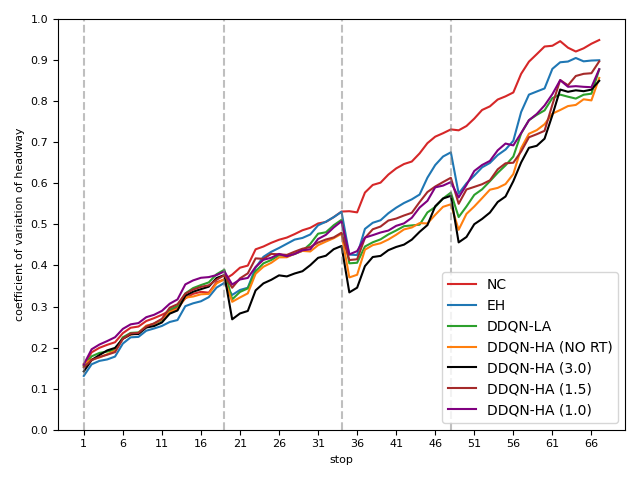 1.0
0.9
0.8
0.7
0.6
0.5
0.4
0.3
0.2
0.1
0.0
coefficient of variation of headway
1 6 11 16 21 26 31 36 41 46 51 56 61 66
stop
NC
EH
DDQN-LA
DDQN-HA (NO RT)
DDQN-HA (3.0)
DDQN-HA (1.5)
DDQN-HA (1.0)